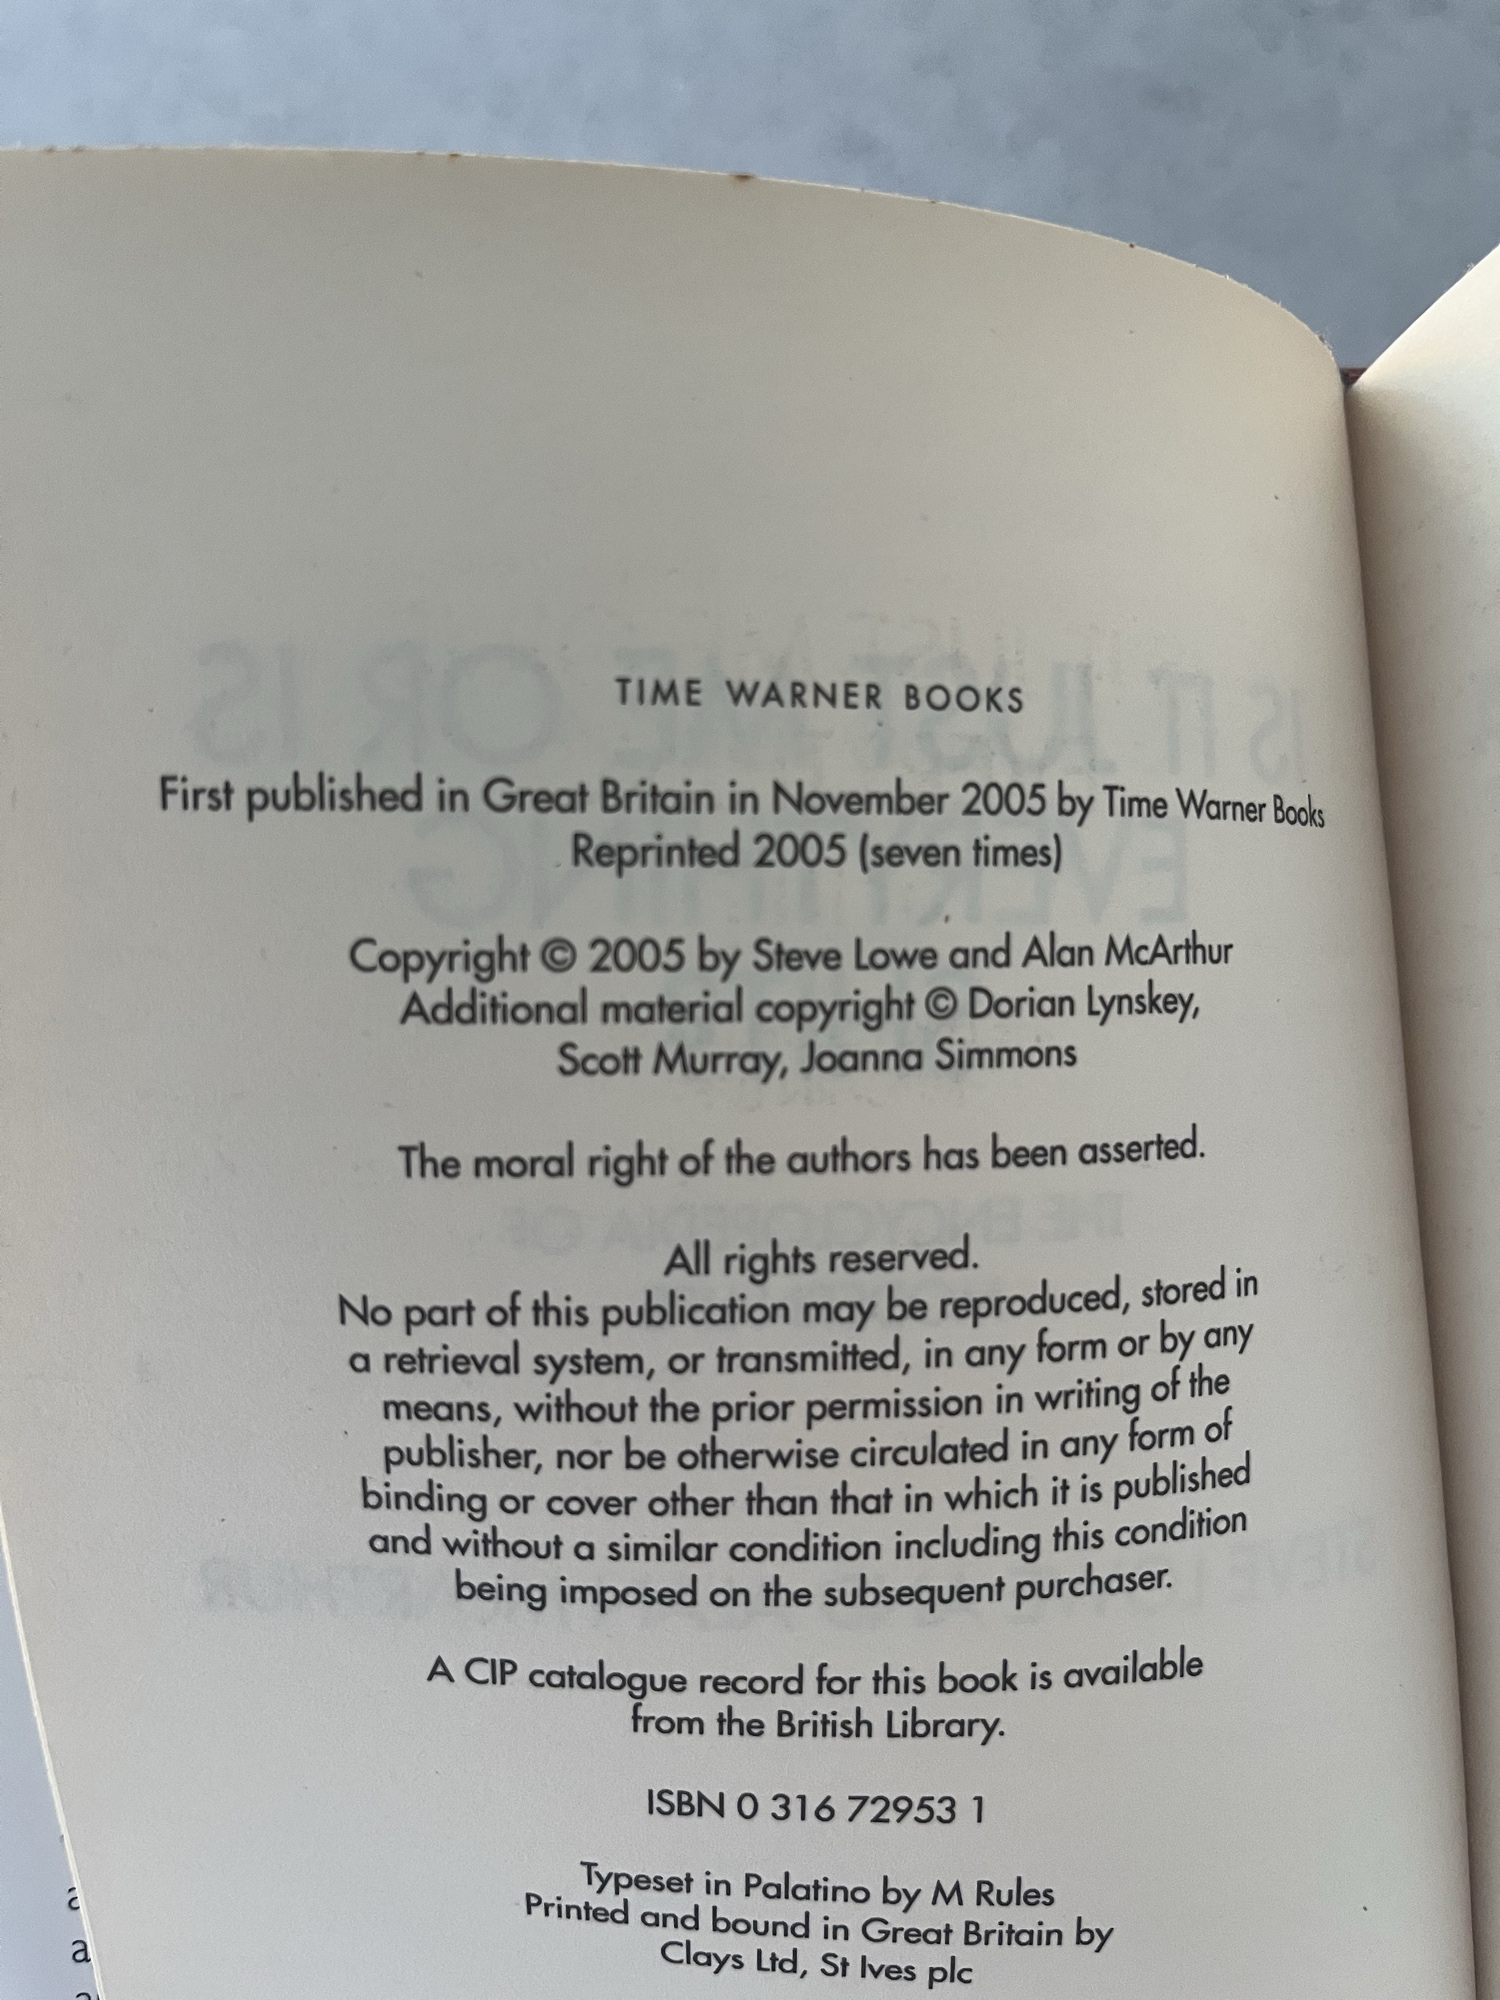 TIME WARNER BOOKS
First published in Great Britain in November 2005 by Time Warner Books
Reprinted 2005 (seven times)
Copyright © 2005 by Steve Lowe and Alan McArthur
Additional material copyright © Dorian Lynskey,
Scott Murray, Joanna Simmons
The moral right of the authors has been asserted.
All rights reserved.
No part of this publication may be reproduced, stored in
a retrieval system, or transmitted, in any form or by any
means, without the prior permission in writing of the
publisher, nor be otherwise circulated in any form of
binding or cover other than that in which it is published
and without a similar condition including this condition
being imposed on the subsequent purchaser.
A CIP catalogue record for this book is available
from the British Library.
ISBN 0 316 72953 1
Typeset in Palatino by M Rules
Printed and bound in Great Britain by
Clays Ltd, St Ives plc